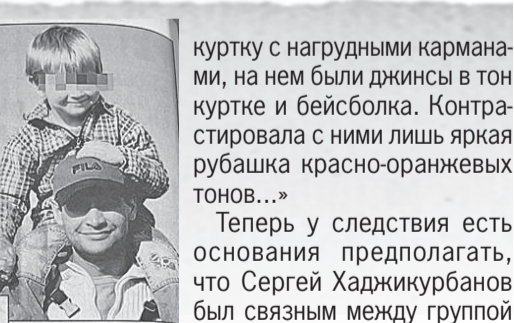 куртку с нагрудными кармана-
ми, на нем были джинсы в тон
куртке и бейсболка. Контра-
стировала с ними лишь яркая
рубашка красно-оранжевых
тонов...»
Теперь у следствия есть
основания предполагать,
что Сергей Хаджикурбанов
был связным между группой
FILA